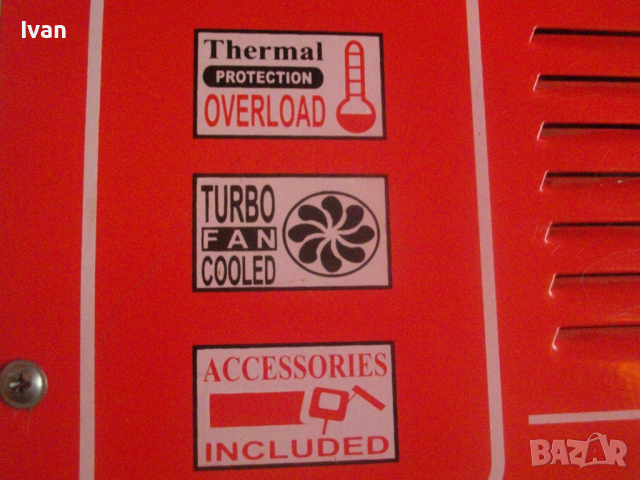 Ivan
Thermal
PROTECTION
OVERLOAD
TURBO
FAN
COOLED
ACCESSORIES
INCLUDED
BAZAR